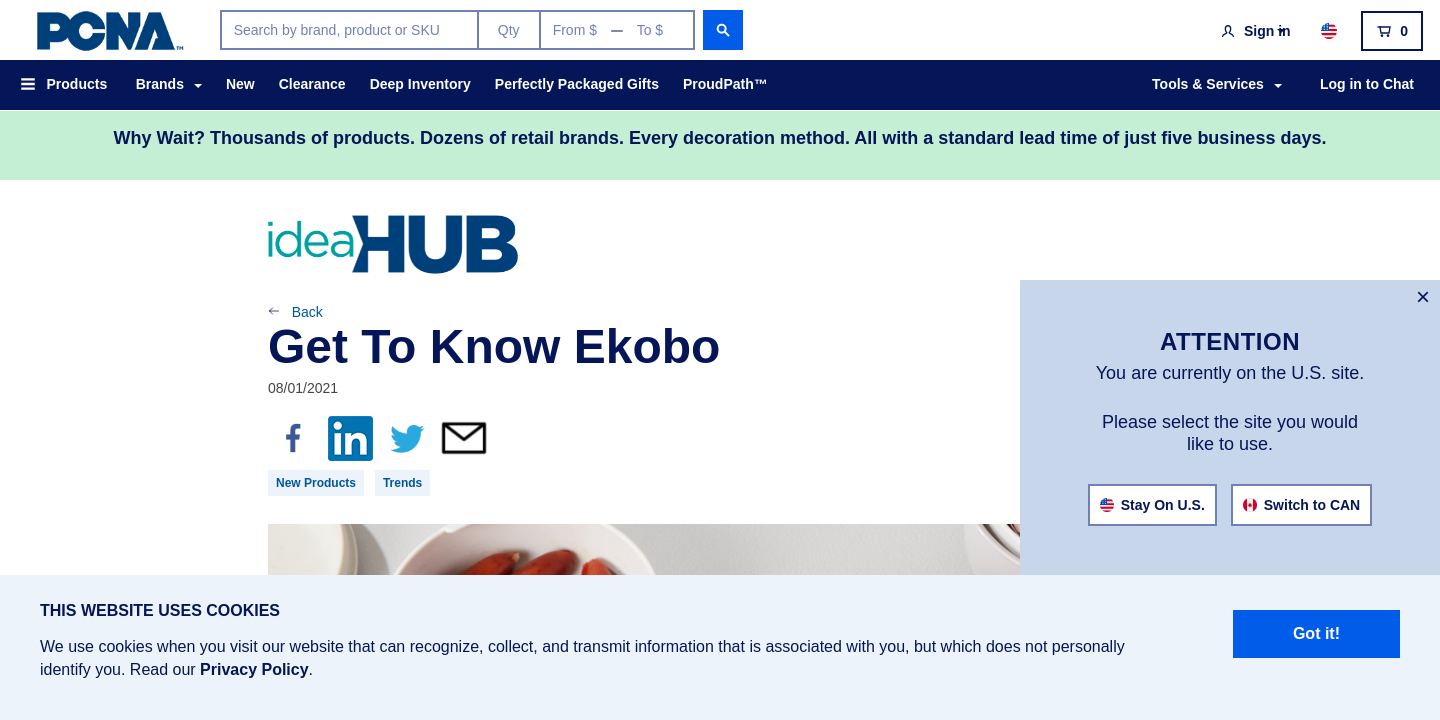 PCNA™
Search by brand, product or SKU Qty From $ — To $
Sign in 0
Products Brands New Clearance Deep Inventory Perfectly Packaged Gifts ProudPath™ Tools & Services Log in to Chat
Why Wait? Thousands of products. Dozens of retail brands. Every decoration method. All with a standard lead time of just five business days.
ideaHUB
Back
Get To Know Ekobo
08/01/2021
New Products Trends
ATTENTION
You are currently on the U.S. site.
Please select the site you would
like to use.
Stay On U.S. Switch to CAN
THIS WEBSITE USES COOKIES
We use cookies when you visit our website that can recognize, collect, and transmit information that is associated with you, but which does not personally
identify you. Read our Privacy Policy.
Got it!